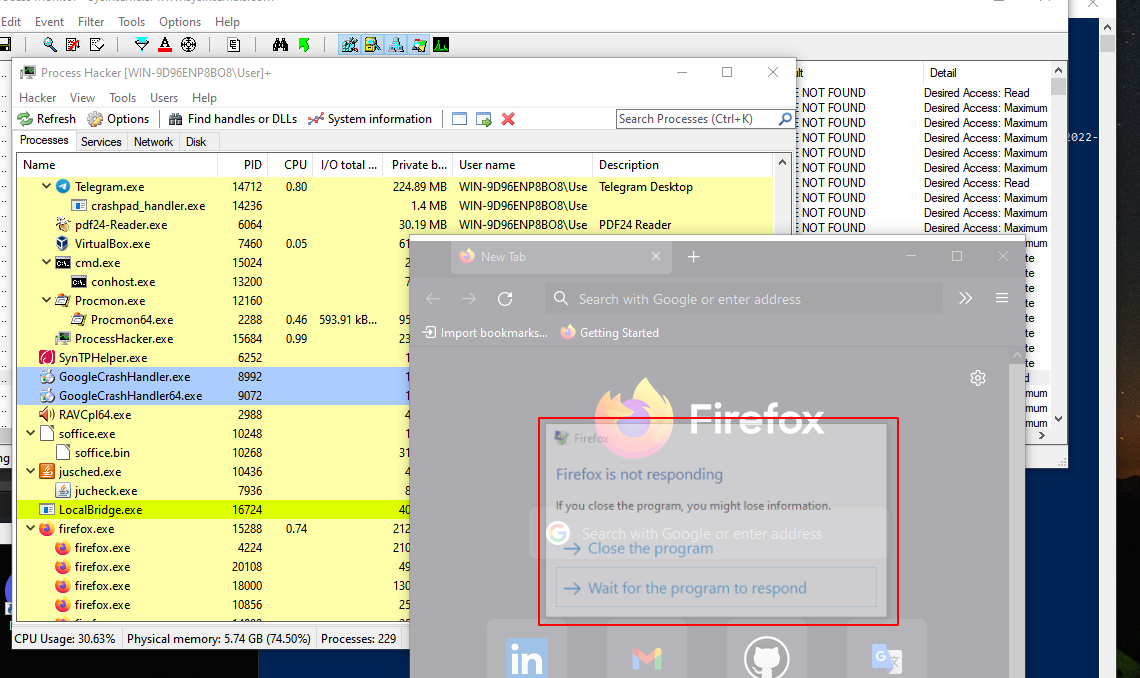 Edit Event Filter Tools Options Help
Process Hacker [WIN-9D96ENP8BO8\User]+
Hacker View Tools Users Help
Refresh Options Find handles or DLLs System information Search Processes (Ctrl+K)
Processes Services Network Disk
Name PID CPU I/O total ... Private b... User name Description
Telegram.exe 14712 0.80 224.89 MB WIN-9D96ENP8BO8\Use Telegram Desktop
crashpad_handler.exe 14236 1.4 MB WIN-9D96ENP8BO8\Use
pdf24-Reader.exe 6064 30.19 MB WIN-9D96ENP8BO8\Use PDF24 Reader
VirtualBox.exe 7460 0.05 61
cmd.exe 15024 2
conhost.exe 13200 7
Procmon.exe 12160 2
Procmon64.exe 2288 0.46 593.91 kB... 95
ProcessHacker.exe 15684 0.99 23
SynTPHelper.exe 6252 1
GoogleCrashHandler.exe 8992 1
GoogleCrashHandler64.exe 9072 1
RAVCpl64.exe 2988 4
soffice.exe 10248 1
soffice.bin 10268 31
jusched.exe 10436 4
jucheck.exe 7936 8
LocalBridge.exe 16724 40
firefox.exe 15288 0.74 212
firefox.exe 4224 210
firefox.exe 20108 49
firefox.exe 18000 130
firefox.exe 10856 25
CPU Usage: 30.63% Physical memory: 5.74 GB (74.50%) Processes: 229
ult Detail
E NOT FOUND Desired Access: Read
E NOT FOUND Desired Access: Maximum
E NOT FOUND Desired Access: Maximum
E NOT FOUND Desired Access: Maximum
E NOT FOUND Desired Access: Maximum
E NOT FOUND Desired Access: Maximum
E NOT FOUND Desired Access: Read
E NOT FOUND Desired Access: Maximum
E NOT FOUND Desired Access: Maximum
E NOT FOUND Desired Access: Maximum
2022-
New Tab
Search with Google or enter address
Import bookmarks... Getting Started
Firefox
Firefox
Firefox is not responding
If you close the program, you might lose information.
Search with Google or enter address
Close the program
Wait for the program to respond
in